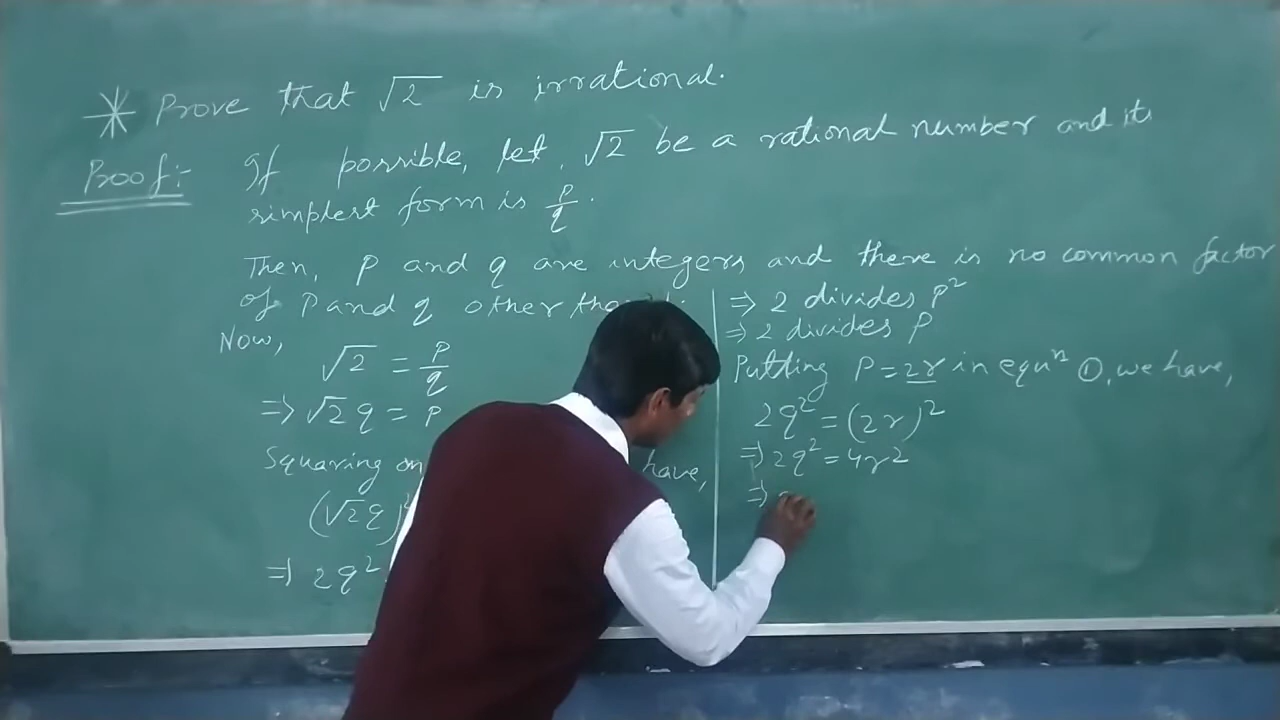 * Prove that √2 is irrational.
Proof:- If possible, let, √2 be a rational number and its
simplest form is p/q.
Then, p and q are integers and there is no common factor
of p and q other
Now,
√2 = p/q
⇒ √2 q = p
Squaring on have,
(√2 q)
⇒ 2q²
⇒ 2 divides p²
⇒ 2 divides p
Putting p = 2r in equⁿ ①, we have,
2q² = (2r)²
⇒ 2q² = 4r²
⇒